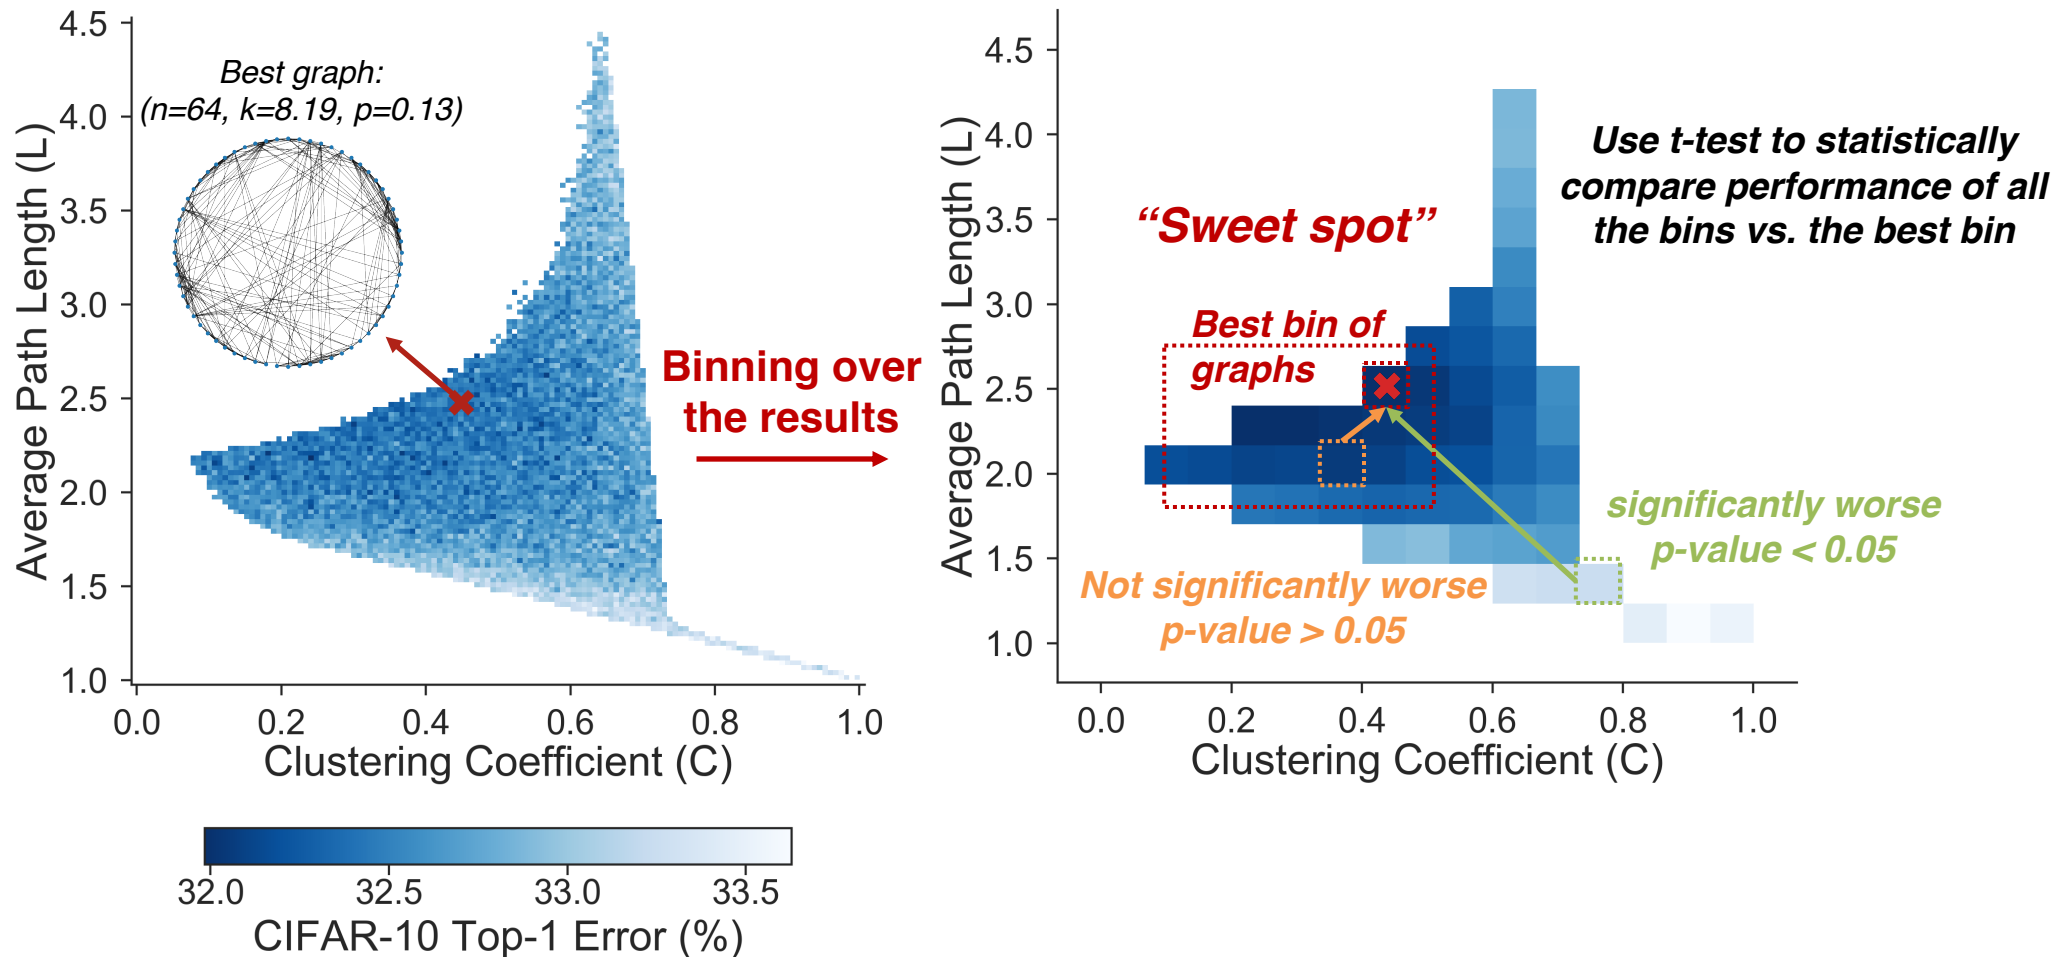 4.5
4.0
3.5
3.0
2.5
2.0
1.5
1.0
Average Path Length (L)
Best graph:
(n=64, k=8.19, p=0.13)
0.0 0.2 0.4 0.6 0.8 1.0
Clustering Coefficient (C)
32.0 32.5 33.0 33.5
CIFAR-10 Top-1 Error (%)
Binning over
the results
4.5
4.0
3.5
3.0
2.5
2.0
1.5
1.0
Average Path Length (L)
“Sweet spot”
Best bin of
graphs
Use t-test to statistically
compare performance of all
the bins vs. the best bin
significantly worse
p-value < 0.05
Not significantly worse
p-value > 0.05
0.0 0.2 0.4 0.6 0.8 1.0
Clustering Coefficient (C)